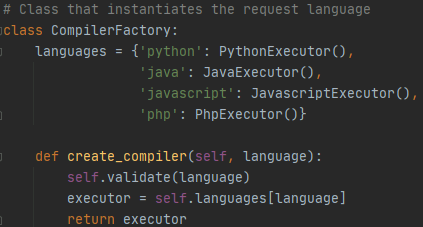 # Class that instantiates the request language
class CompilerFactory:
    languages = {'python': PythonExecutor(),
                 'java': JavaExecutor(),
                 'javascript': JavascriptExecutor(),
                 'php': PhpExecutor()}

    def create_compiler(self, language):
        self.validate(language)
        executor = self.languages[language]
        return executor